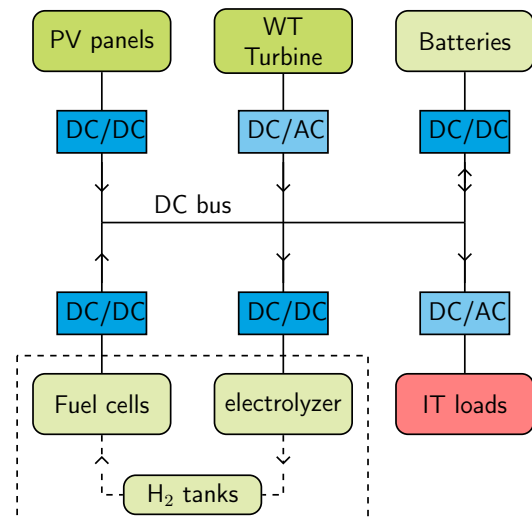 PV panels
WT
Turbine
Batteries
DC/DC
DC/AC
DC/DC
DC bus
DC/DC
DC/DC
DC/AC
Fuel cells
electrolyzer
IT loads
H₂ tanks